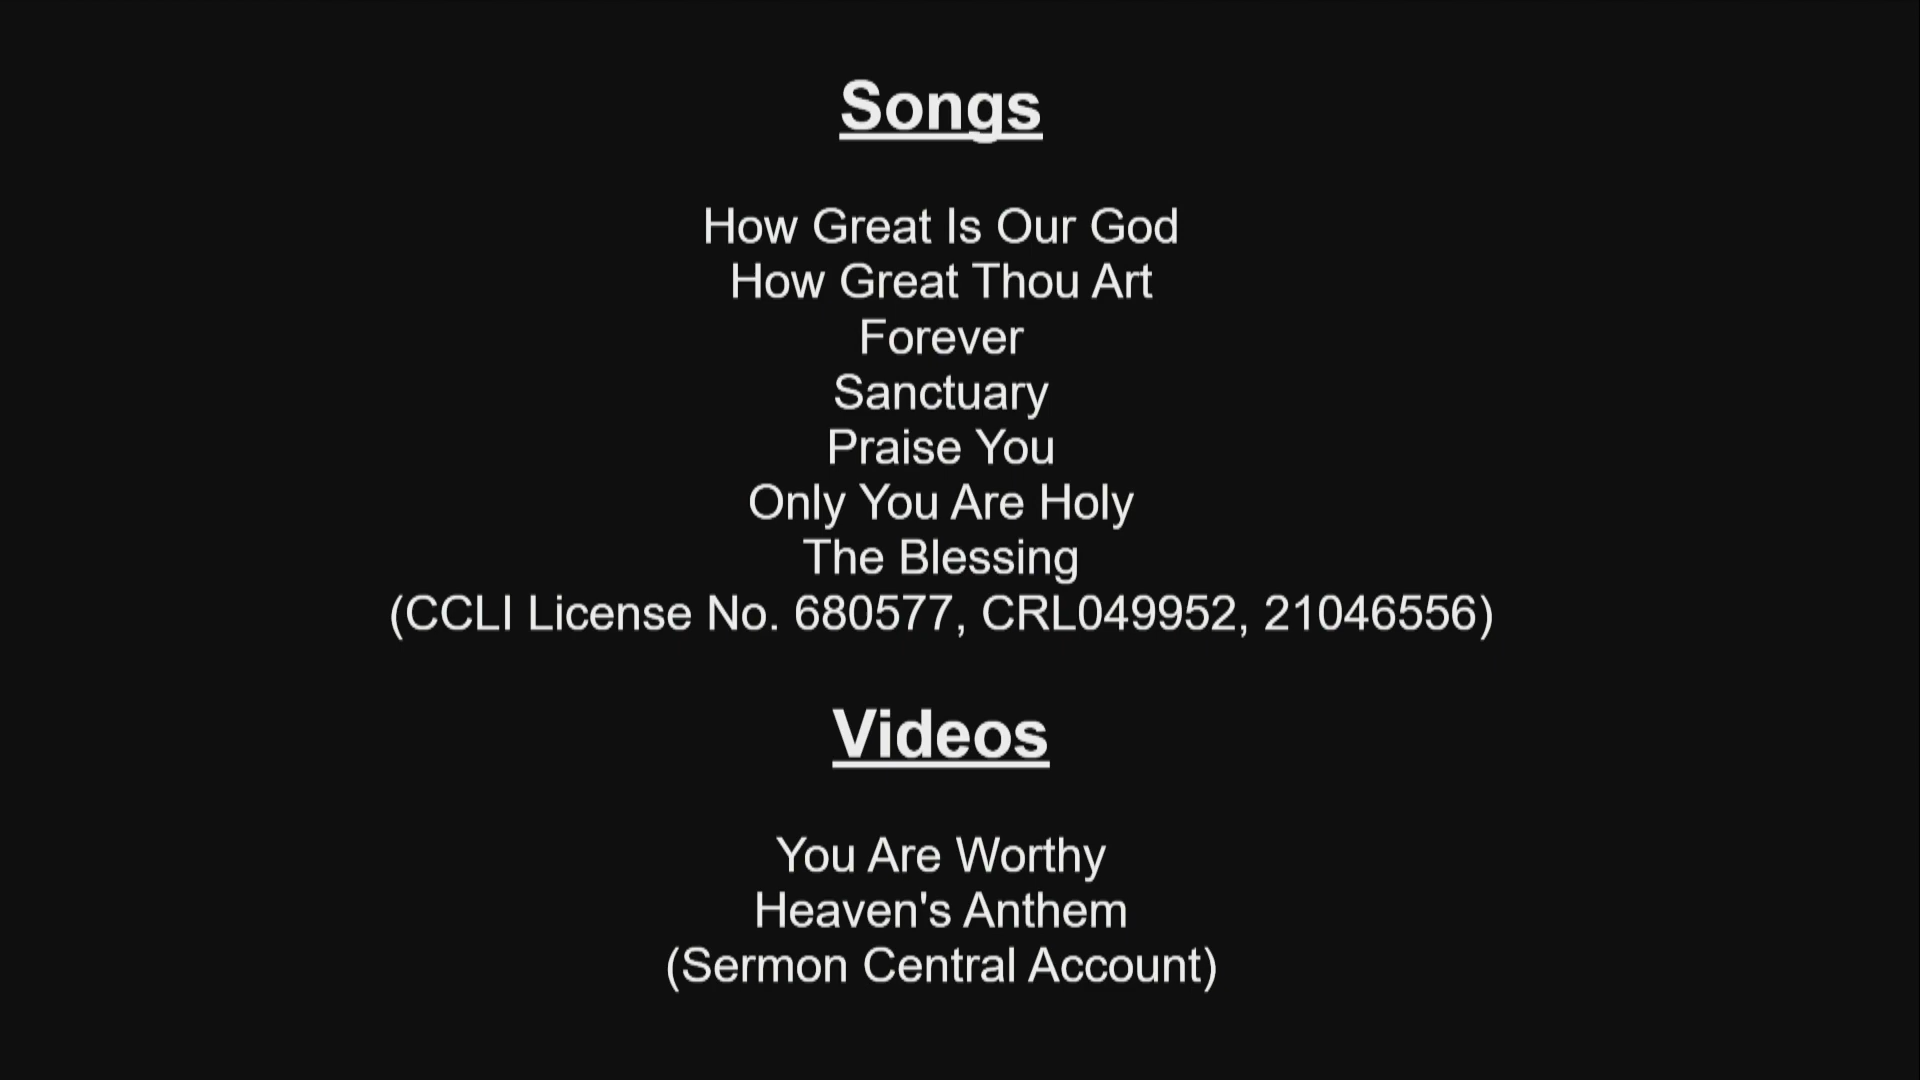 Songs
How Great Is Our God
How Great Thou Art
Forever
Sanctuary
Praise You
Only You Are Holy
The Blessing
(CCLI License No. 680577, CRL049952, 21046556)
Videos
You Are Worthy
Heaven's Anthem
(Sermon Central Account)